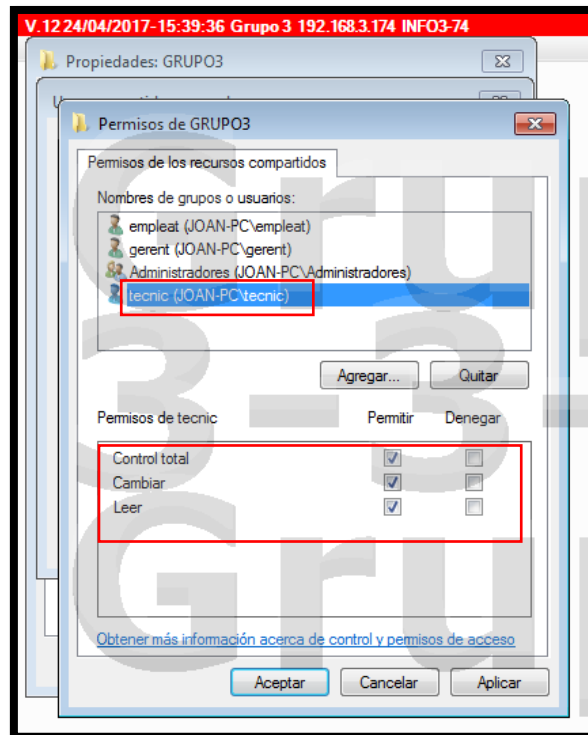 V.12 24/04/2017-15:39:36 Grupo 3 192.168.3.174 INFO3-74
Propiedades: GRUPO3
Permisos de GRUPO3
Permisos de los recursos compartidos
Nombres de grupos o usuarios:
empleat (JOAN-PC\empleat)
gerent (JOAN-PC\gerent)
Administradores (JOAN-PC\Administradores)
tecnic (JOAN-PC\tecnic)
Agregar... Quitar
Permisos de tecnic Permitir Denegar
Control total
Cambiar
Leer
Obtener más información acerca de control y permisos de acceso
Aceptar Cancelar Aplicar